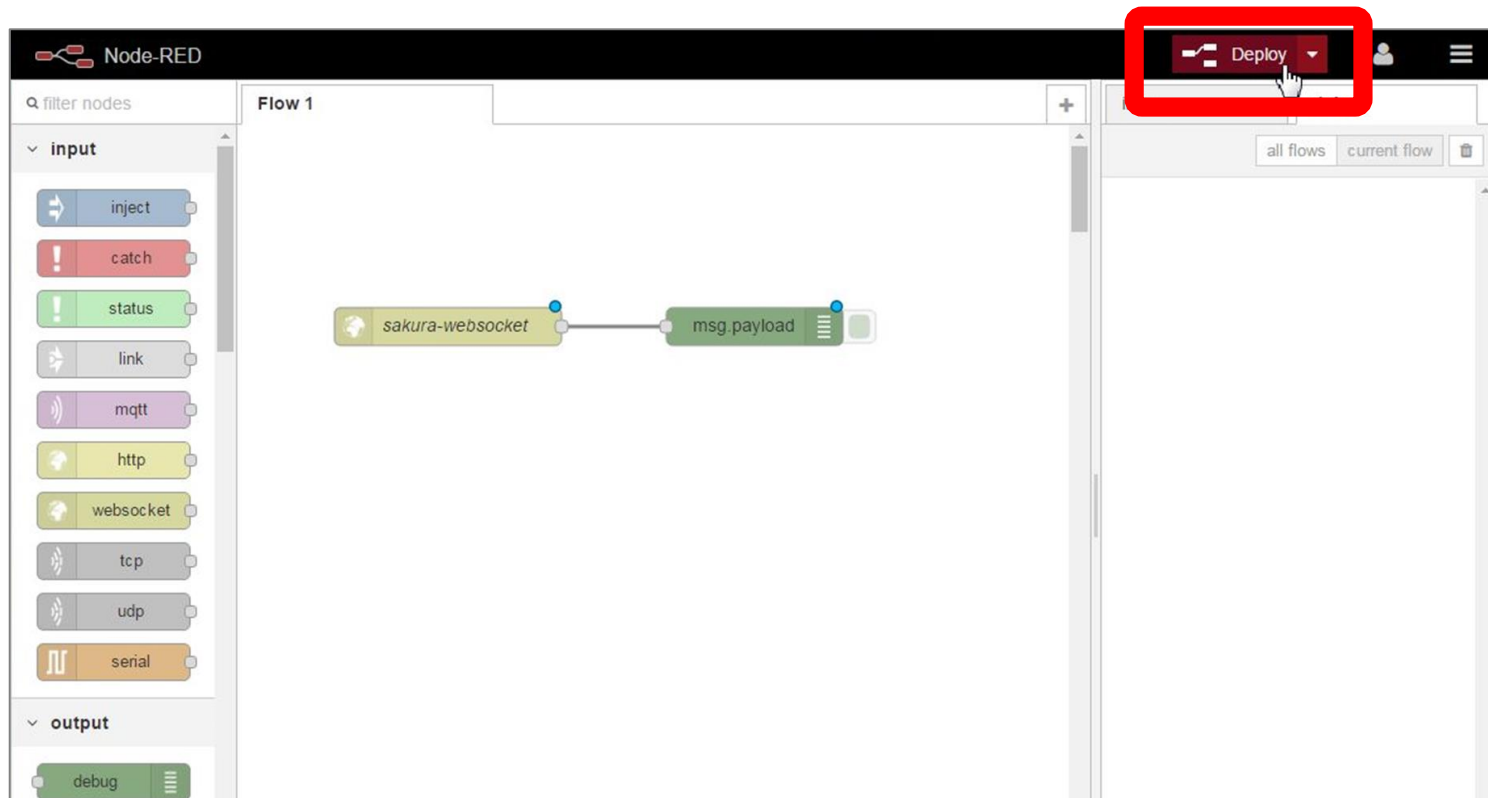 Node-RED
Deploy
filter nodes
Flow 1
all flows
current flow
input
inject
catch
status
link
mqtt
http
websocket
tcp
udp
serial
output
debug
sakura-websocket
msg.payload